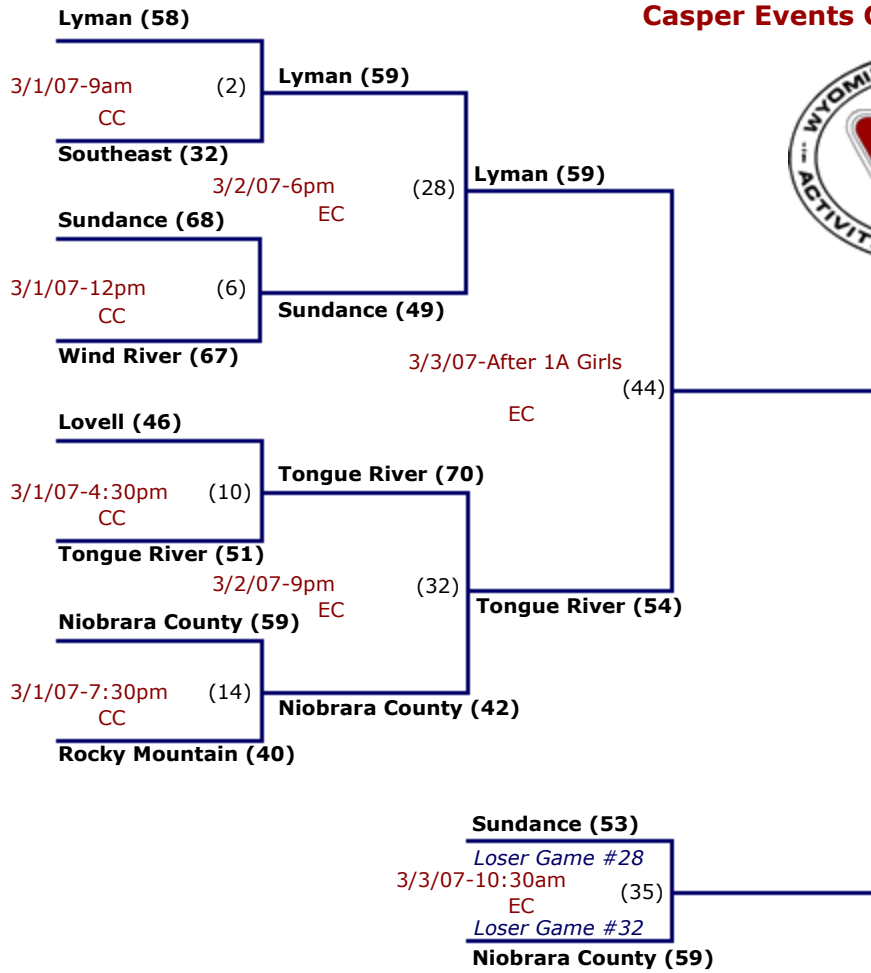 Casper Events
Lyman (58)
3/1/07-9am
(2)
CC
Southeast (32)
Lyman (59)
3/2/07-6pm
(28)
EC
Sundance (68)
3/1/07-12pm
(6)
CC
Wind River (67)
Sundance (49)
Lyman (59)
3/3/07-After 1A Girls
(44)
EC
Lovell (46)
3/1/07-4:30pm
(10)
CC
Tongue River (51)
Tongue River (70)
3/2/07-9pm
(32)
EC
Niobrara County (59)
3/1/07-7:30pm
(14)
CC
Rocky Mountain (40)
Niobrara County (42)
Tongue River (54)
Sundance (53)
Loser Game #28
3/3/07-10:30am
(35)
EC
Loser Game #32
Niobrara County (59)